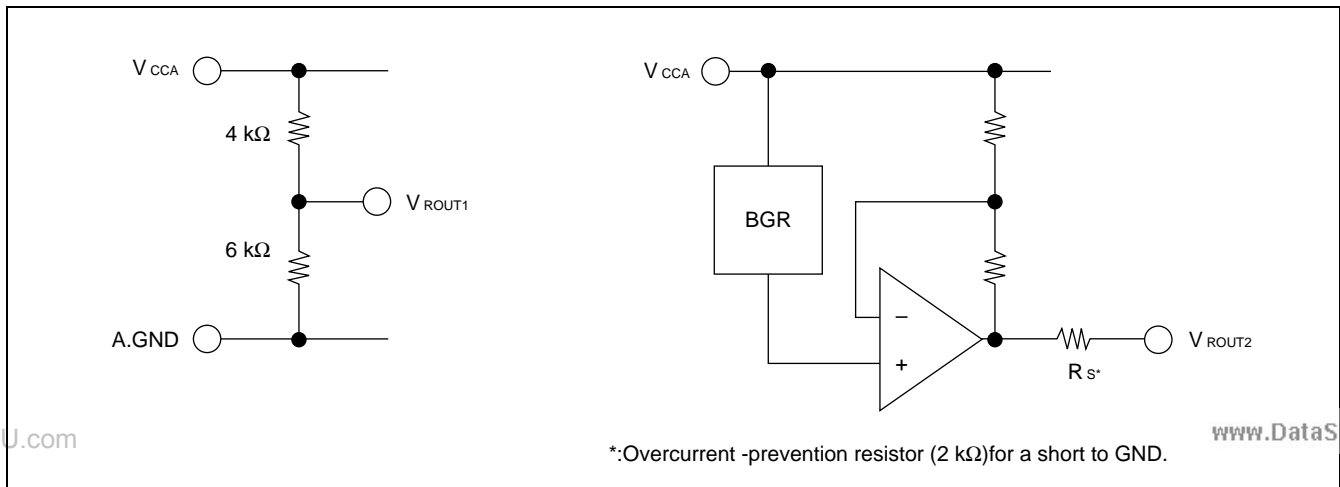 V CCA
4 kΩ
V ROUT1
6 kΩ
A.GND
V CCA
BGR
−
+
V ROUT2
R S*
*:Overcurrent -prevention resistor (2 kΩ)for a short to GND.
U.com
www.DataS